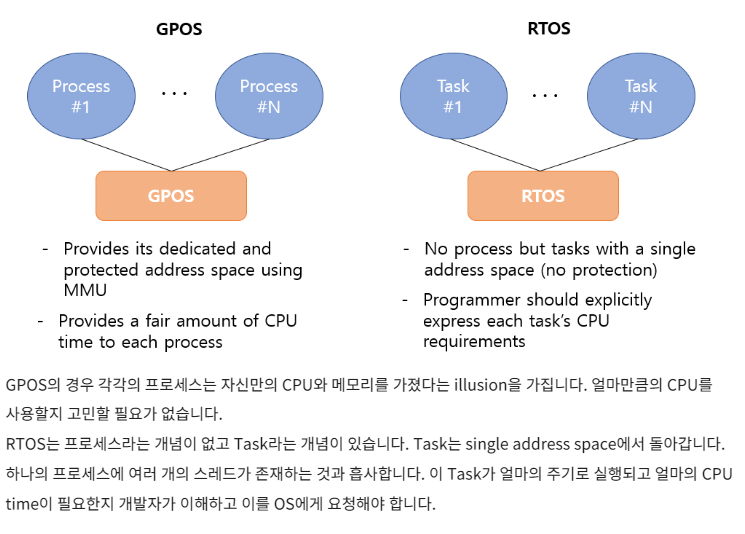 GPOS
Process
#1
. . .
Process
#N
GPOS
- Provides its dedicated and
protected address space using
MMU
- Provides a fair amount of CPU
time to each process
RTOS
Task
#1
. . .
Task
#N
RTOS
- No process but tasks with a single
address space (no protection)
- Programmer should explicitly
express each task's CPU
requirements
GPOS의 경우 각각의 프로세스는 자신만의 CPU와 메모리를 가졌다는 illusion을 가집니다. 얼마만큼의 CPU를
사용할지 고민할 필요가 없습니다.
RTOS는 프로세스라는 개념이 없고 Task라는 개념이 있습니다. Task는 single address space에서 돌아갑니다.
하나의 프로세스에 여러 개의 스레드가 존재하는 것과 흡사합니다. 이 Task가 얼마의 주기로 실행되고 얼마의 CPU
time이 필요한지 개발자가 이해하고 이를 OS에게 요청해야 합니다.